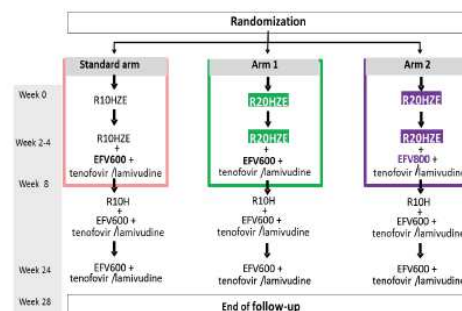 Randomization
Standard arm
Arm 1
Arm 2
Week 0
R10HZE
R20HZE
R20HZE
Week 2-4
R10HZE
+
EFV600 +
tenofovir /lamivudine
R20HZE
+
EFV600 +
tenofovir /lamivudine
R20HZE
+
EFV800 +
tenofovir /lamivudine
Week 8
R10H
+
EFV600 +
tenofovir /lamivudine
R10H
+
EFV600 +
tenofovir /lamivudine
R10H
+
EFV600 +
tenofovir /lamivudine
Week 24
EFV600 +
tenofovir /lamivudine
EFV600 +
tenofovir /lamivudine
EFV600 +
tenofovir /lamivudine
Week 28
End of follow-up